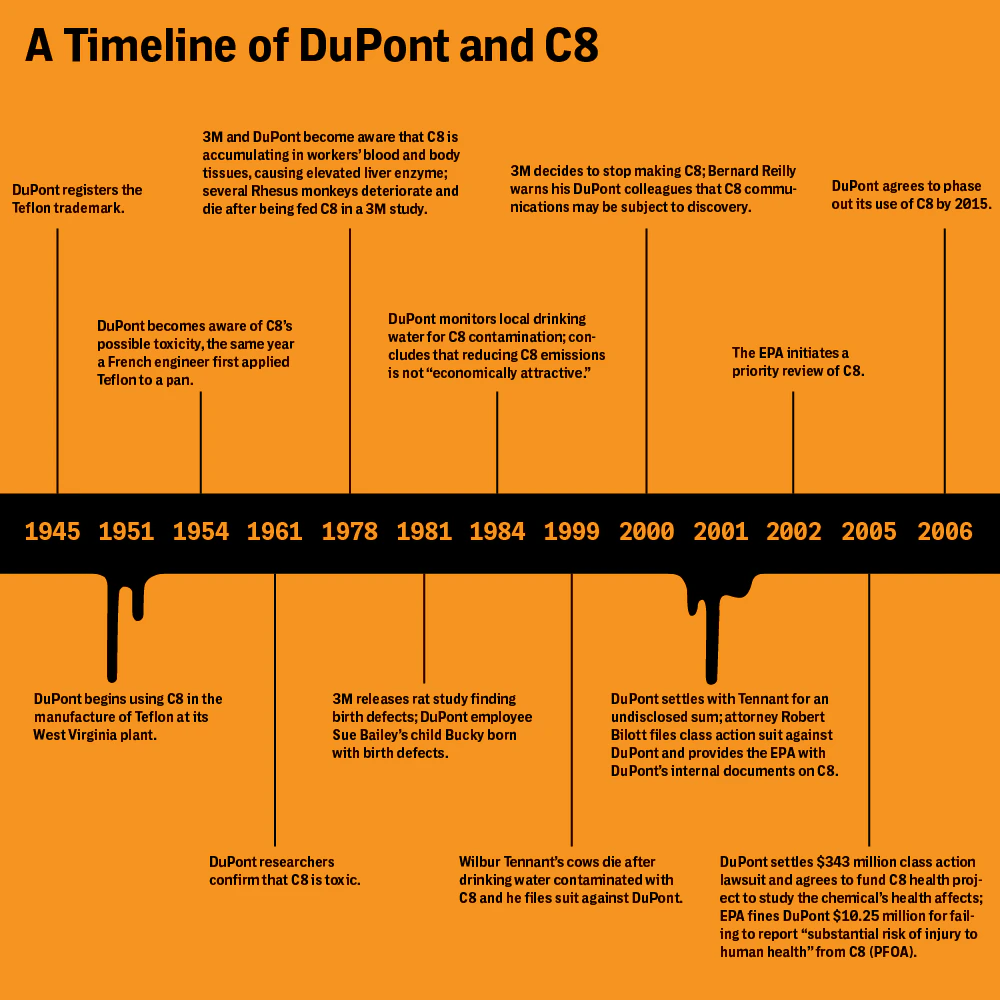 A Timeline of DuPont and C8
DuPont registers the
Teflon trademark.
3M and DuPont become aware that C8 is
accumulating in workers' blood and body
tissues, causing elevated liver enzyme;
several Rhesus monkeys deteriorate and
die after being fed C8 in a 3M study.
3M decides to stop making C8; Bernard Reilly
warns his DuPont colleagues that C8 commu-
nications may be subject to discovery.
DuPont agrees to phase
out its use of C8 by 2015.
DuPont becomes aware of C8's
possible toxicity, the same year
a French engineer first applied
Teflon to a pan.
DuPont monitors local drinking
water for C8 contamination; con-
cludes that reducing C8 emissions
is not “economically attractive.”
The EPA initiates a
priority review of C8.
1945 1951 1954 1961 1978 1981 1984 1999 2000 2001 2002 2005 2006
DuPont begins using C8 in the
manufacture of Teflon at its
West Virginia plant.
3M releases rat study finding
birth defects; DuPont employee
Sue Bailey's child Bucky born
with birth defects.
DuPont settles with Tennant for an
undisclosed sum; attorney Robert
Bilott files class action suit against
DuPont and provides the EPA with
DuPont's internal documents on C8.
DuPont researchers
confirm that C8 is toxic.
Wilbur Tennant's cows die after
drinking water contaminated with
C8 and he files suit against DuPont.
DuPont settles $343 million class action
lawsuit and agrees to fund C8 health proj-
ect to study the chemical's health affects;
EPA fines DuPont $10.25 million for fail-
ing to report “substantial risk of injury to
human health” from C8 (PFOA).